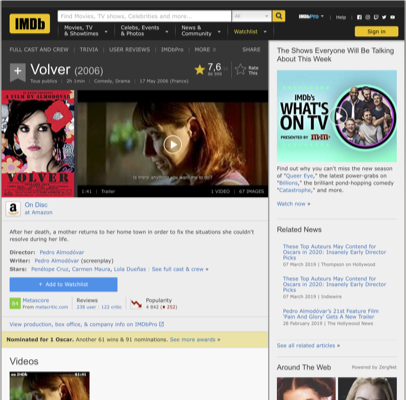 IMDb
Find Movies, TV shows, Celebrities and more...
All
IMDbPro
Help
Movies, TV
& Showtimes
Celebs, Events
& Photos
News &
Community
Watchlist
Sign in
FULL CAST AND CREW | TRIVIA | USER REVIEWS | IMDbPro | MORE
SHARE
Volver (2006)
2h 1min | Comedy, Drama | 17 May 2006 (France)
7,6
Rate
This
A FILM BY ALMODOVAR
VOLVER
1:41 | Trailer
1 VIDEO | 67 IMAGES
On Disc
at Amazon
After her death, a mother returns to her home town in order to fix the situations she couldn't
resolve during her life.
Director: Pedro Almodóvar
Writer: Pedro Almodóvar (screenplay)
Stars: Penélope Cruz, Carmen Maura, Lola Dueñas | See full cast & crew »
+ Add to Watchlist
84
Metascore
From metacritic.com
Reviews
238 user | 122 critic
Popularity
4 842 (252)
View production, box office, & company info on IMDbPro
Nominated for 1 Oscar. Another 61 wins & 91 nominations. See more awards »
Videos
The Shows Everyone Will Be Talking
About This Week
IMDb's
WHAT'S
ON TV
PRESENTED BY M&M's
Find out why you can't miss the new season
of "Queer Eye," the latest power-grabs on
"Billions," the brilliant pond-hopping comedy
"Catastrophe," and more.
Watch now »
Related News
These Top Auteurs May Contend for
Oscars in 2020: Insanely Early Director
Picks
07 March 2019 | Thompson on Hollywood
These Top Auteurs May Contend for
Oscars in 2020: Insanely Early Director
Picks
07 March 2019 | Indiewire
Pedro Almodóvar's 21st Feature Film
'Pain And Glory' Gets A New Trailer
28 February 2019 | The Hollywood News
See all related articles »
Around The Web
Powered by ZergNet